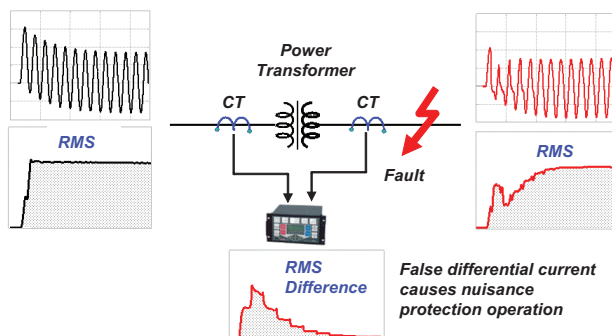 Power
Transformer
CT
CT
RMS
RMS
Fault
RMS
Difference
False differential current
causes nuisance
protection operation